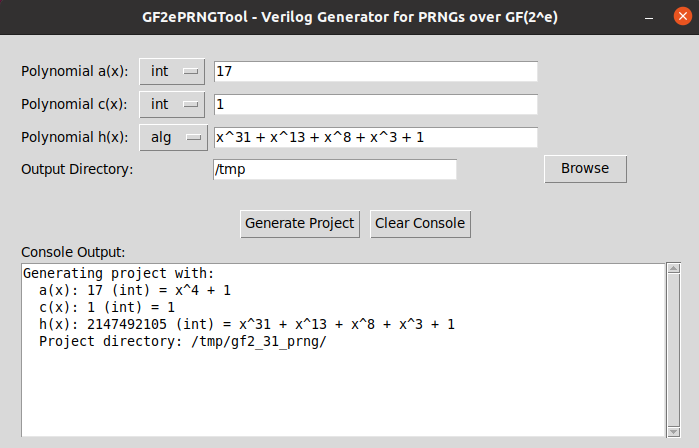 GF2ePRNGTool - Verilog Generator for PRNGs over GF(2^e)
Polynomial a(x): int 17
Polynomial c(x): int 1
Polynomial h(x): alg x^31 + x^13 + x^8 + x^3 + 1
Output Directory: /tmp Browse
Generate Project Clear Console
Console Output:
Generating project with:
a(x): 17 (int) = x^4 + 1
c(x): 1 (int) = 1
h(x): 2147492105 (int) = x^31 + x^13 + x^8 + x^3 + 1
Project directory: /tmp/gf2_31_prng/